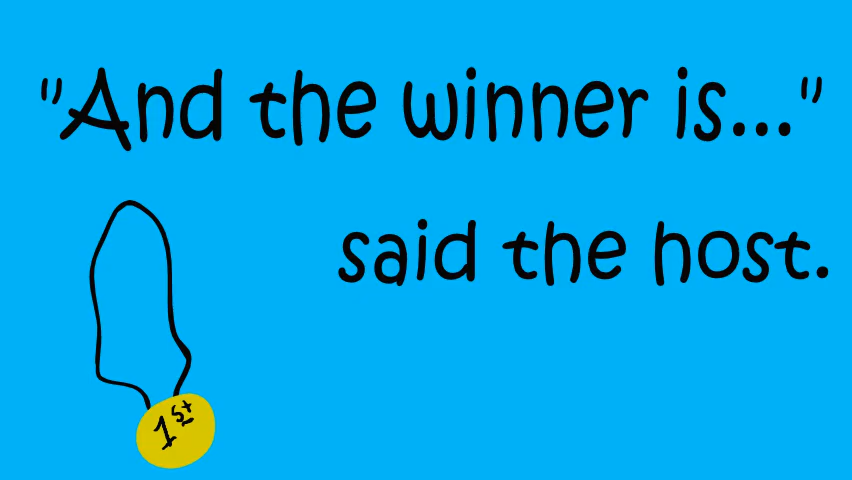 "And the winner is..."
said the host.
1st